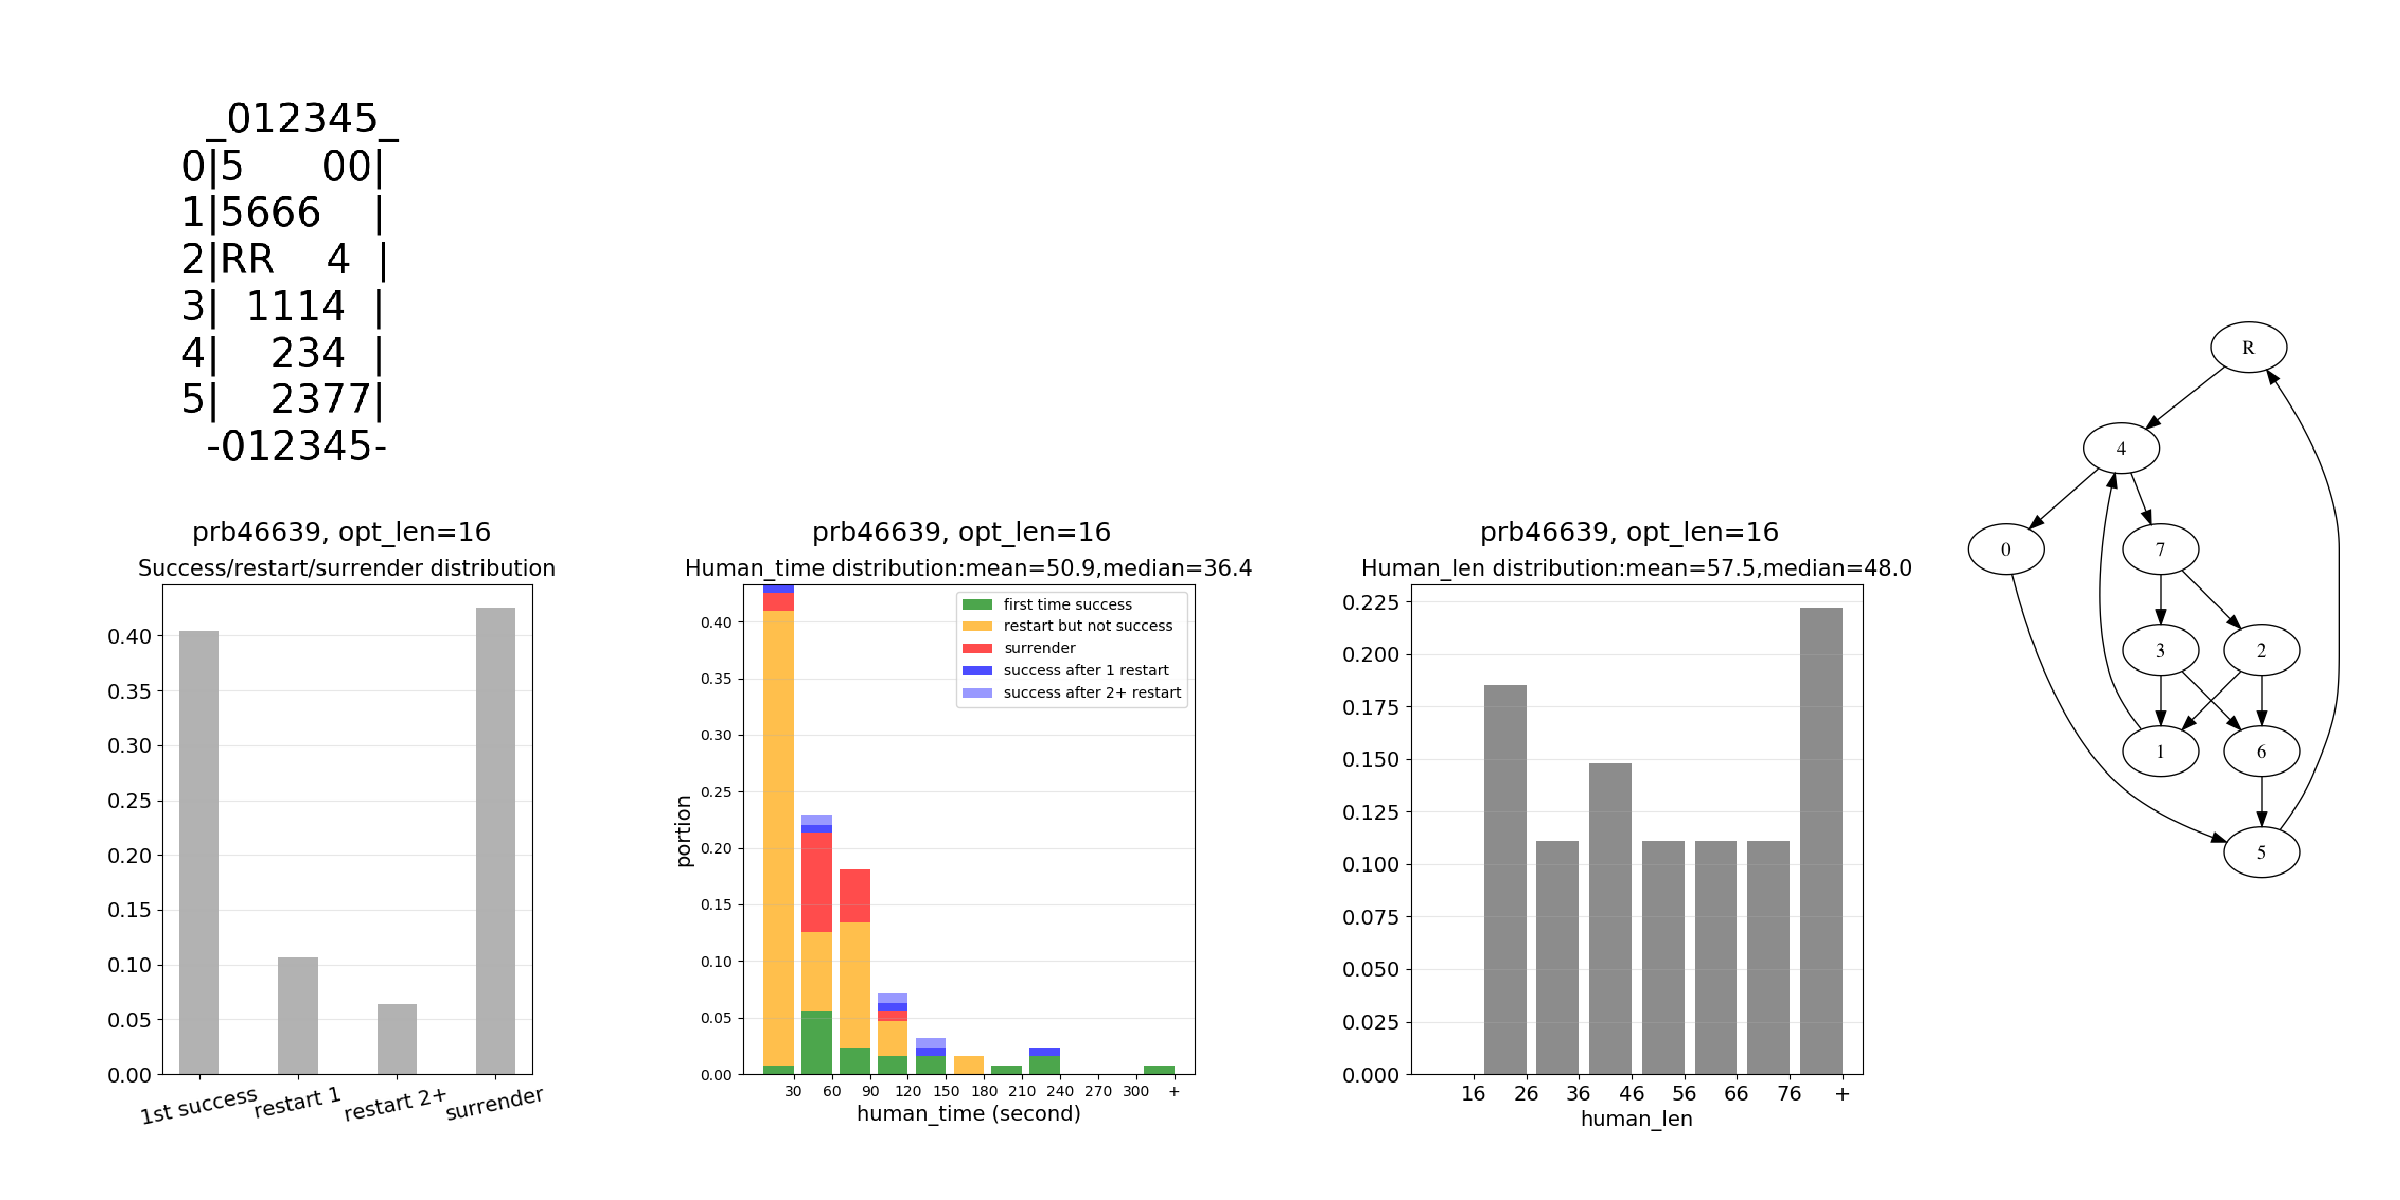 _012345_
0|5      00|
1|5666    |
2|RR    4  |
3|  1114  |
4|    234  |
5|    2377|
-012345-
prb46639, opt_len=16
Success/restart/surrender distribution
0.40
0.35
0.30
0.25
0.20
0.15
0.10
0.05
0.00
1st success
restart 1
restart 2+
surrender
prb46639, opt_len=16
Human_time distribution:mean=50.9,median=36.4
first time success
restart but not success
surrender
success after 1 restart
success after 2+ restart
portion
0.40
0.35
0.30
0.25
0.20
0.15
0.10
0.05
0.00
30 60 90 120 150 180 210 240 270 300 +
human_time (second)
prb46639, opt_len=16
Human_len distribution:mean=57.5,median=48.0
0.225
0.200
0.175
0.150
0.125
0.100
0.075
0.050
0.025
0.000
16 26 36 46 56 66 76 +
human_len
R
4
0
7
3
2
1
6
5